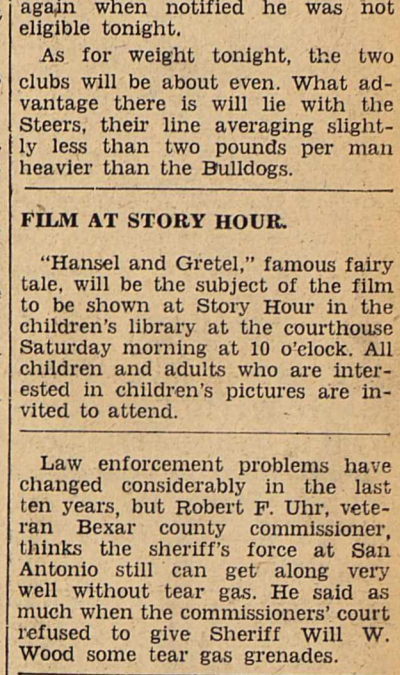 again when notified he was not
eligible tonight.
As for weight tonight, the two
clubs will be about even. What ad-
vantage there is will lie with the
Steers, their line averaging slight-
ly less than two pounds per man
heavier than the Bulldogs.
FILM AT STORY HOUR.
"Hansel and Gretel," famous fairy
tale, will be the subject of the film
to be shown at Story Hour in the
children's library at the courthouse
Saturday morning at 10 o'clock. All
children and adults who are inter-
ested in children's pictures are in-
vited to attend.
Law enforcement problems have
changed considerably in the last
ten years, but Robert F. Uhr, vete-
ran Bexar county commissioner,
thinks the sheriff's force at San
Antonio still can get along very
well without tear gas. He said as
much when the commissioners' court
refused to give Sheriff Will W.
Wood some tear gas grenades.